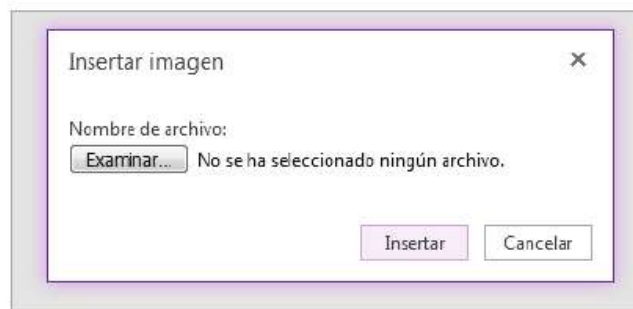 Insertar imagen
Nombre de archivo:
Examinar... No se ha seleccionado ningún archivo.
Insertar Cancelar